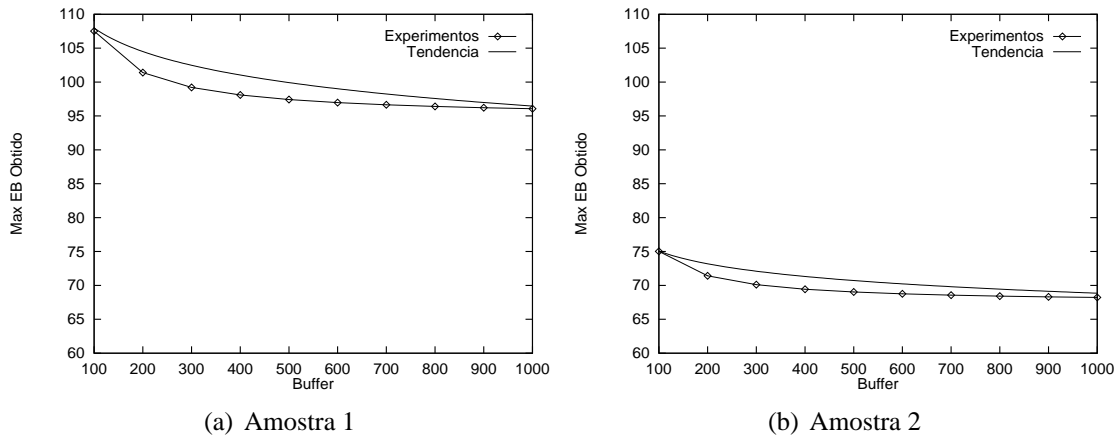 110
105
100
95
90
85
80
75
70
65
60
Max EB Obtido
Experimentos
Tendencia
100 200 300 400 500 600 700 800 900 1000
Buffer
(a) Amostra 1
110
105
100
95
90
85
80
75
70
65
60
Max EB Obtido
Experimentos
Tendencia
100 200 300 400 500 600 700 800 900 1000
Buffer
(b) Amostra 2